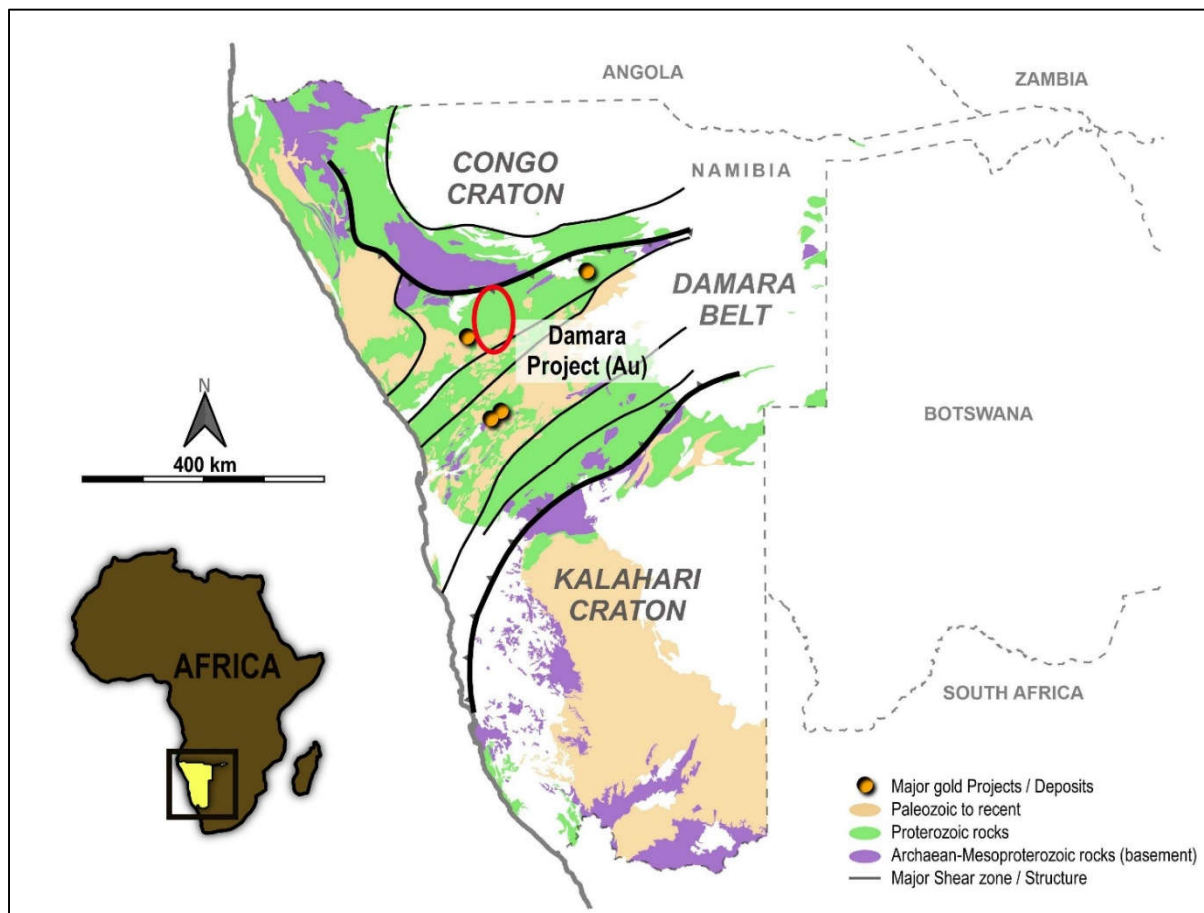 ANGOLA
ZAMBIA
CONGO
CRATON
NAMIBIA
DAMARA
BELT
Damara
Project (Au)
N
400 km
BOTSWANA
KALAHARI
CRATON
AFRICA
SOUTH AFRICA
Major gold Projects / Deposits
Paleozoic to recent
Proterozoic rocks
Archaean-Mesoproterozoic rocks (basement)
Major Shear zone / Structure